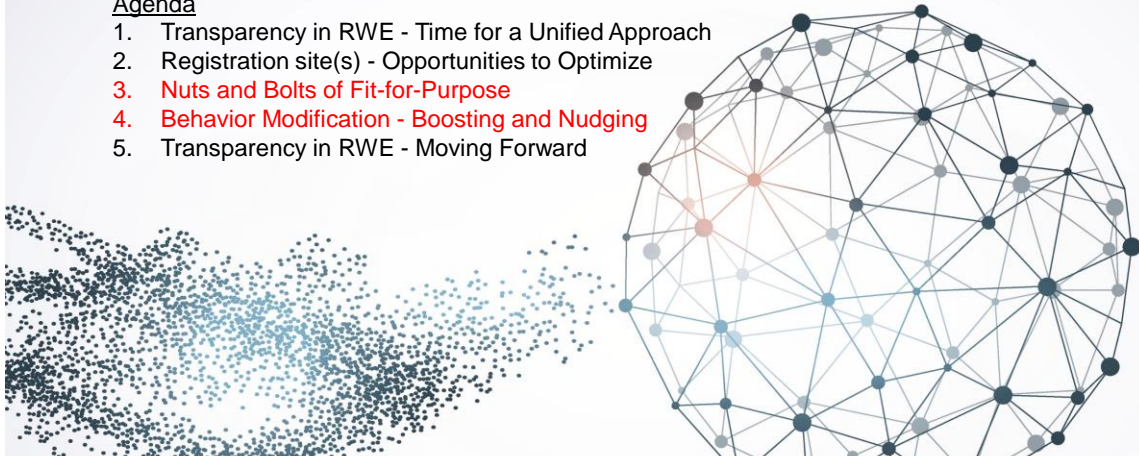 Agenda
1. Transparency in RWE - Time for a Unified Approach
2. Registration site(s) - Opportunities to Optimize
3. Nuts and Bolts of Fit-for-Purpose
4. Behavior Modification - Boosting and Nudging
5. Transparency in RWE - Moving Forward